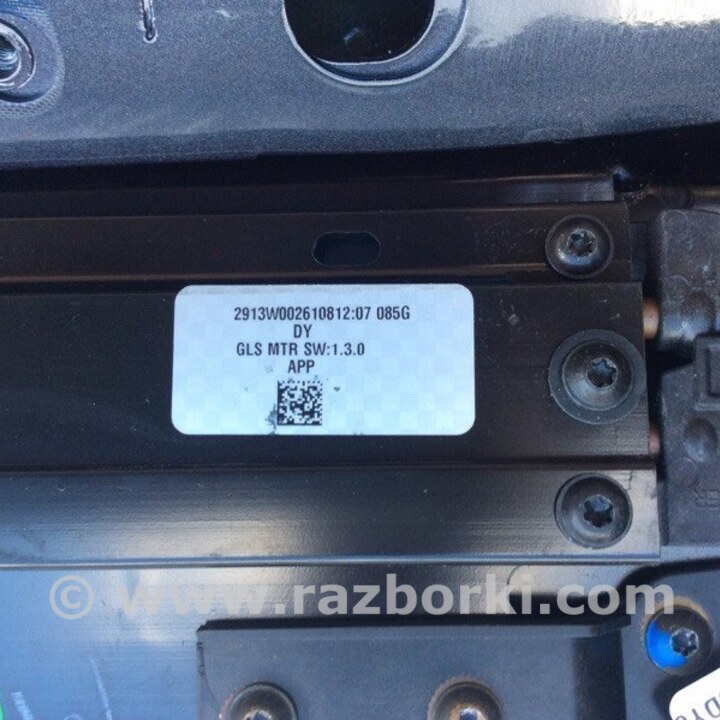 2913W002610812:07 085G
DY
GLS MTR SW:1.3.0
APP
© www.razborki.com